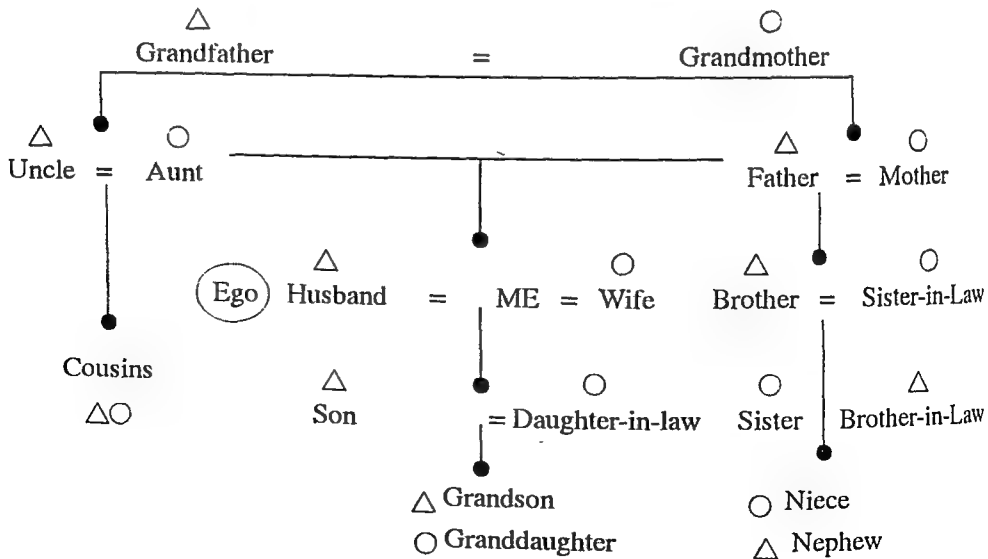 Grandfather = Grandmother
Uncle = Aunt Father = Mother
Ego Husband = ME = Wife Brother = Sister-in-Law
Cousins
Son = Daughter-in-law Sister Brother-in-Law
Grandson Niece
Granddaughter Nephew